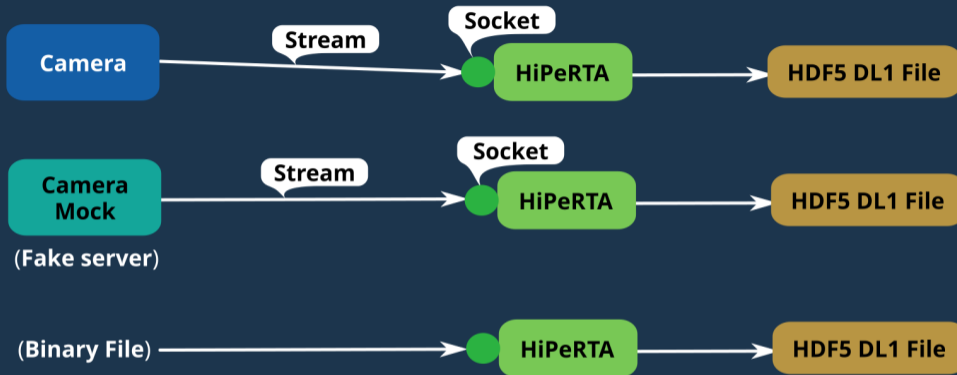 Socket
Stream
Camera
HiPeRTA
HDF5 DL1 File
Socket
Stream
Camera
Mock
HiPeRTA
HDF5 DL1 File
(Fake server)
(Binary File)
HiPeRTA
HDF5 DL1 File